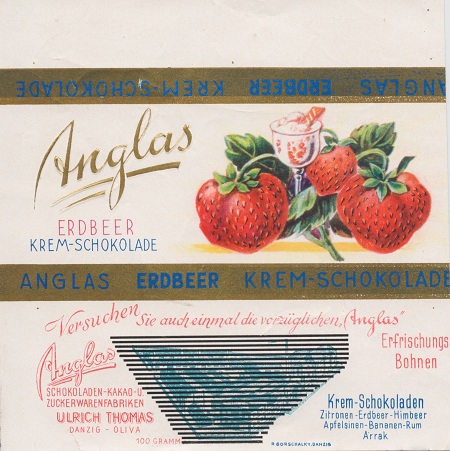 ANGLAS ERDBEER KREM-SCHOKOLADE
Anglas
ERDBEER
KREM-SCHOKOLADE
ANGLAS ERDBEER KREM-SCHOKOLADE
Versuchen Sie auch einmal die vorzüglichen „Anglas"
Erfrischungs
Bohnen
Anglas
SCHOKOLADEN-KAKAO-U.
ZUCKERWARENFABRIKEN
ULRICH THOMAS
DANZIG - OLIVA
100 GRAMM
R. BORSCHALKY, DANZIG
Krem-Schokoladen
Zitronen-Erdbeer-Himbeer
Apfelsinen-Bananen-Rum
Arrak